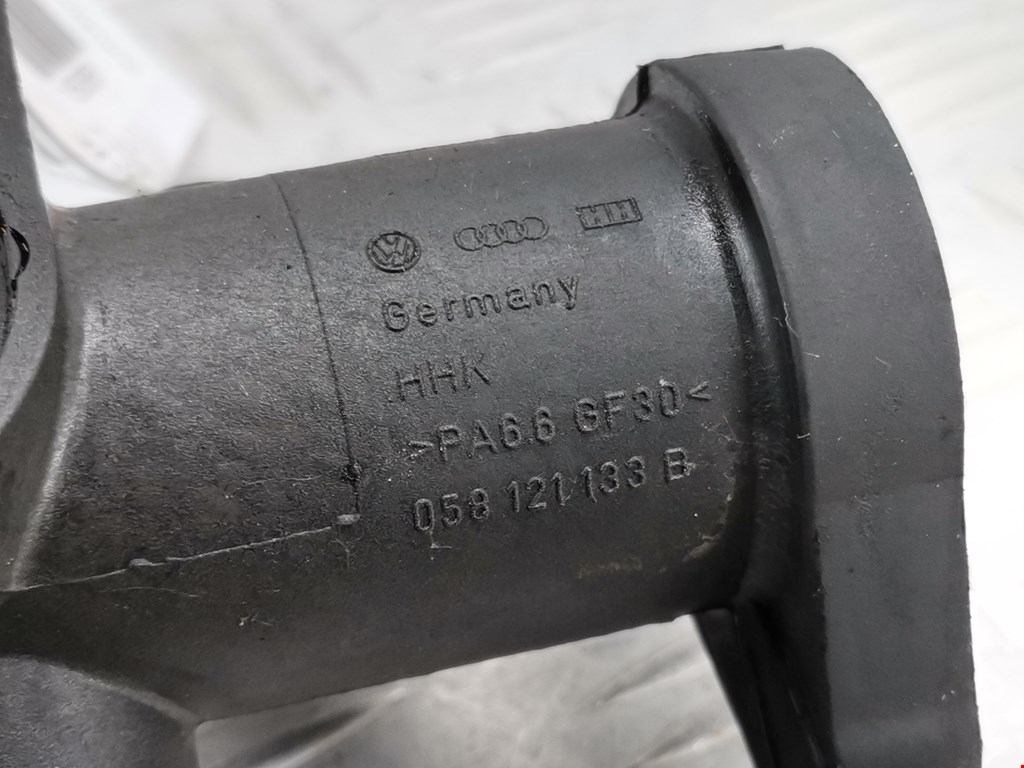 Germany
HHK
>PA6.6 GF30<
058 121 133 B